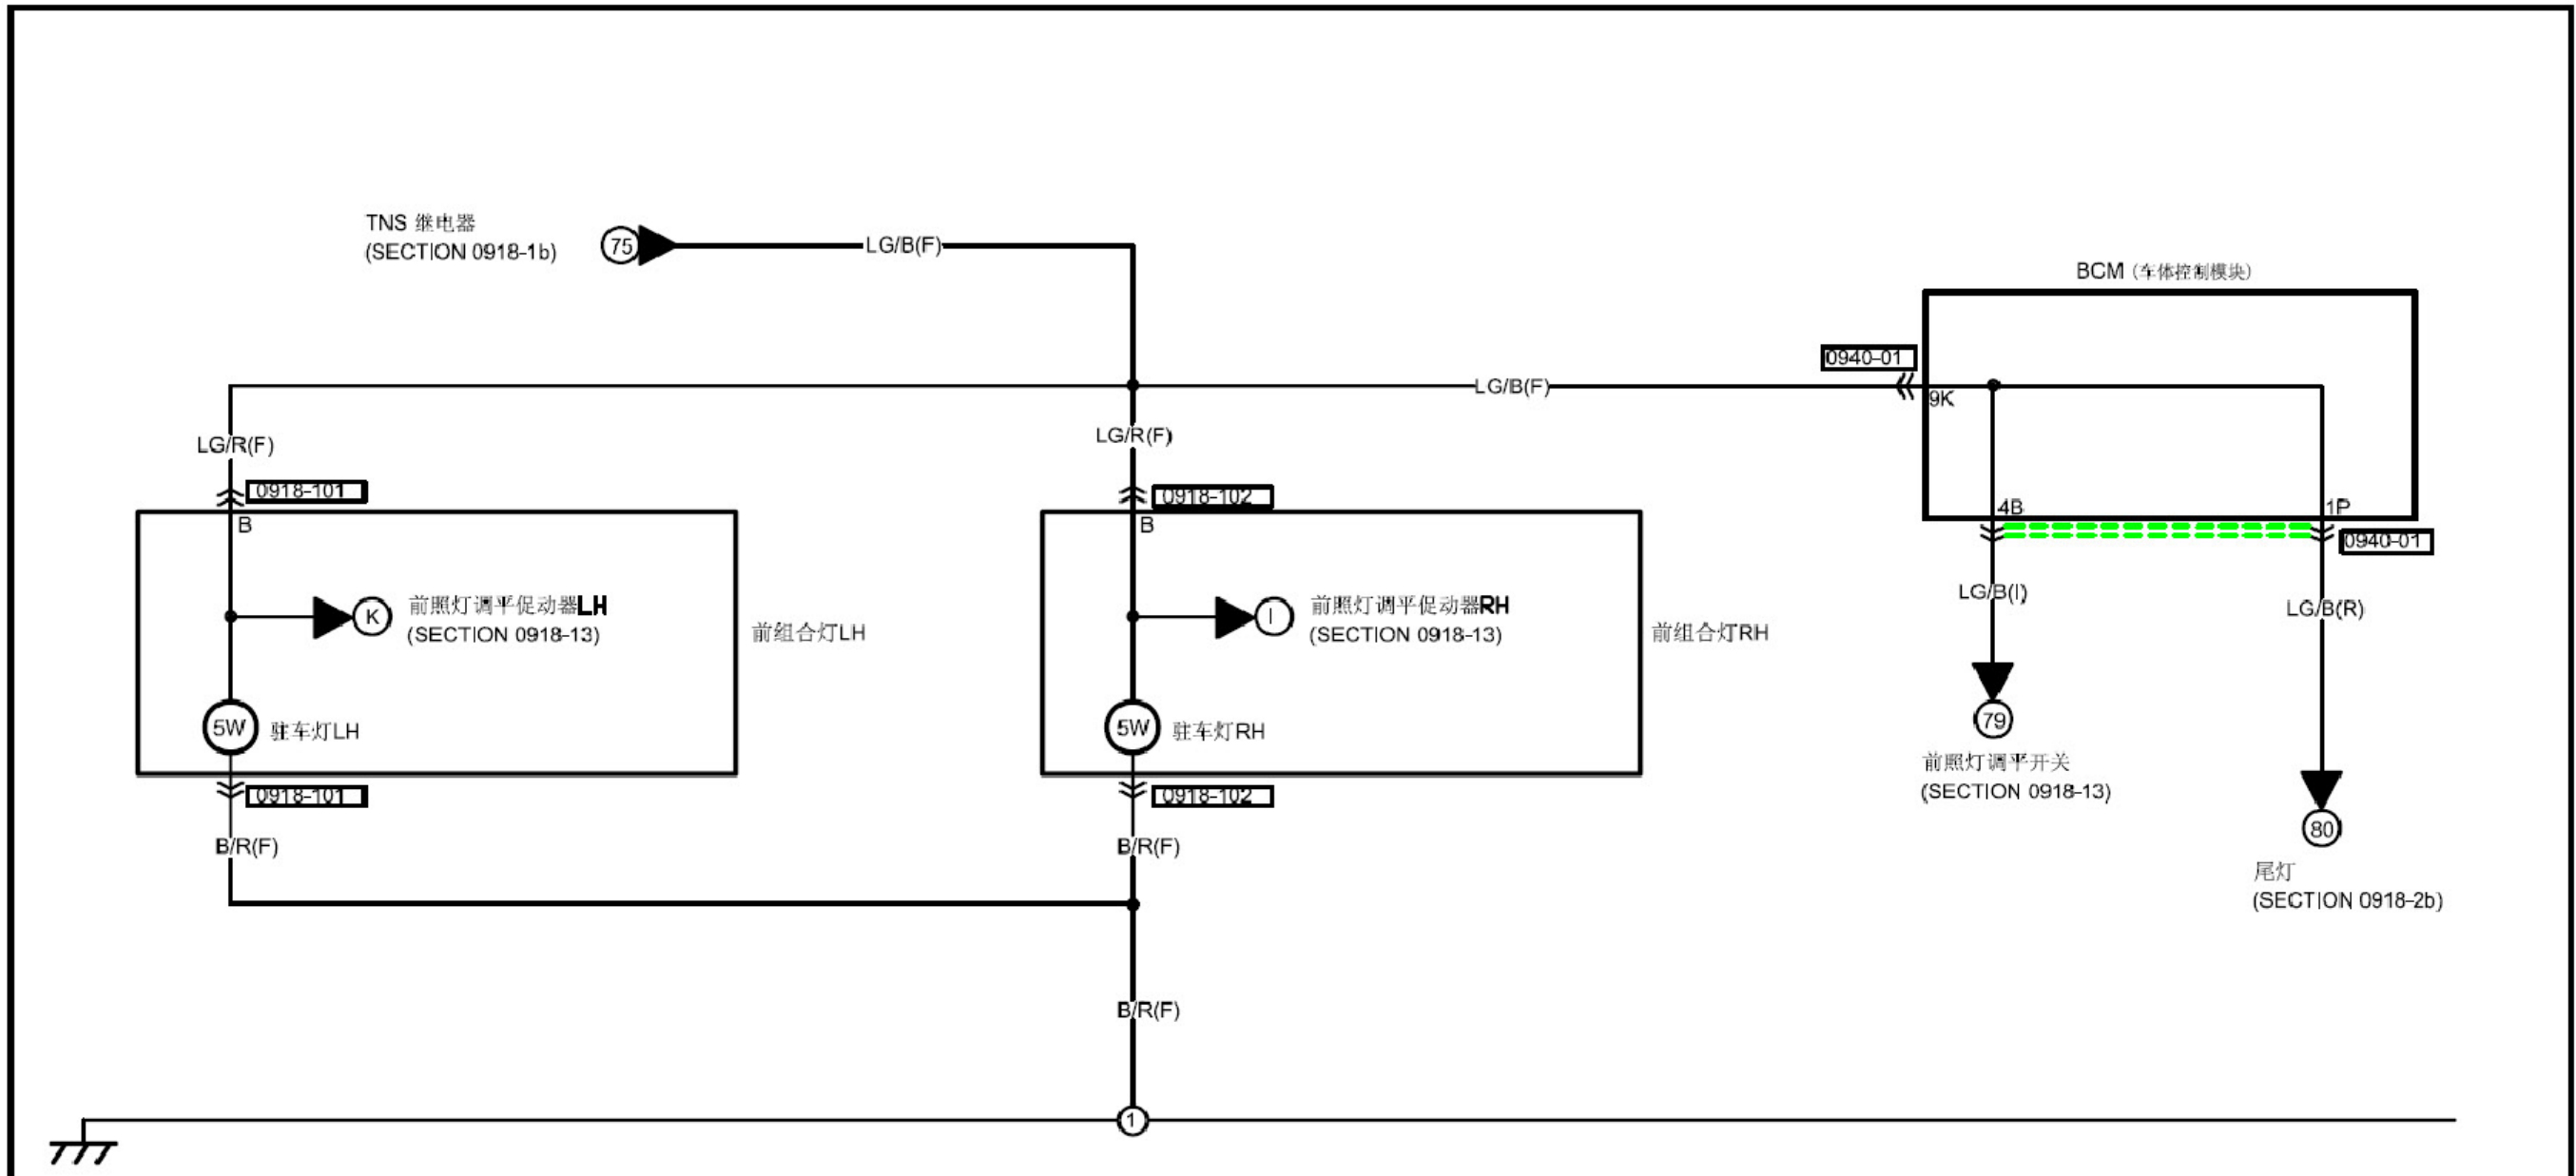 TNS 继电器
(SECTION 0918-1b)
75
LG/B(F)
BCM (车体控制模块)
0940-01
9K
LG/B(F)
LG/R(F)
LG/R(F)
0918-101
B
0918-102
B
4B
1P
0940-01
LG/B(I)
LG/B(R)
K
前照灯调平促动器LH
(SECTION 0918-13)
前组合灯LH
I
前照灯调平促动器RH
(SECTION 0918-13)
前组合灯RH
5W
驻车灯LH
5W
驻车灯RH
79
前照灯调平开关
(SECTION 0918-13)
0918-101
0918-102
80
尾灯
(SECTION 0918-2b)
B/R(F)
B/R(F)
B/R(F)
1